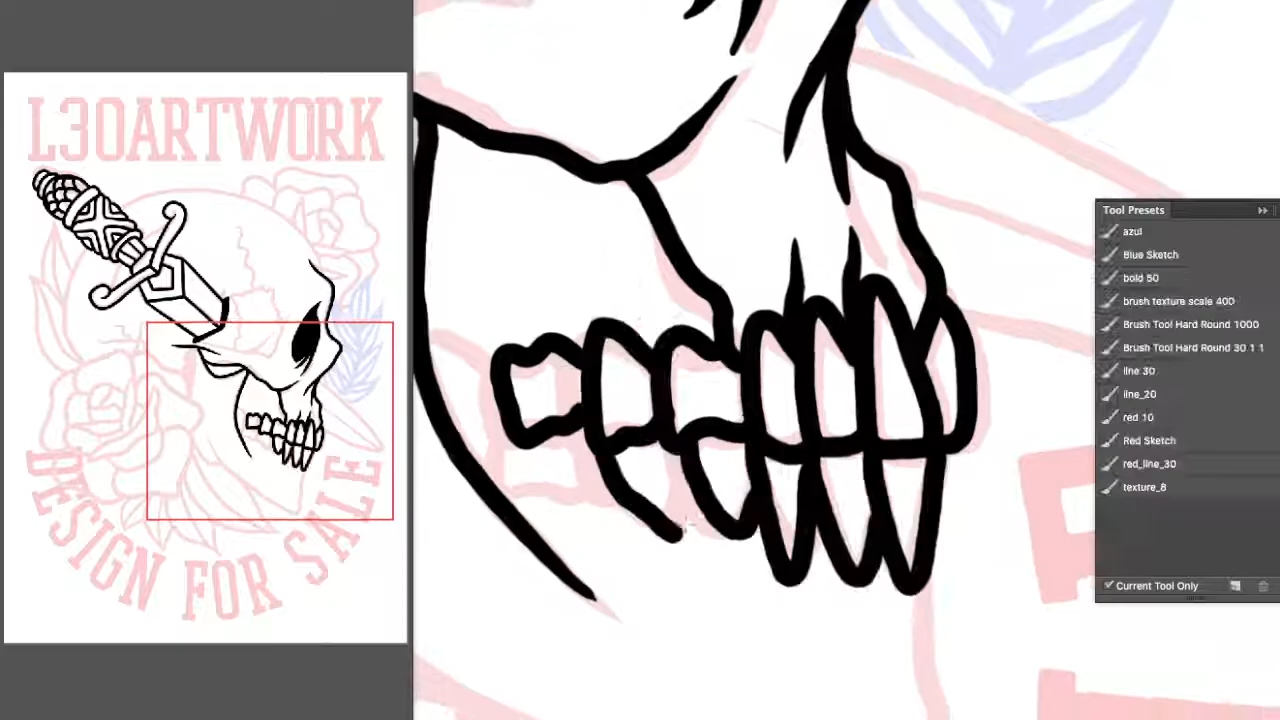 L30ARTWORK
DESIGN FOR SALE
Tool Presets
azul
Blue Sketch
bold 50
brush texture scale 400
Brush Tool Hard Round 1000
Brush Tool Hard Round 30 1 1
line 30
line_20
red 10
Red Sketch
red_line_30
texture_8
Current Tool Only